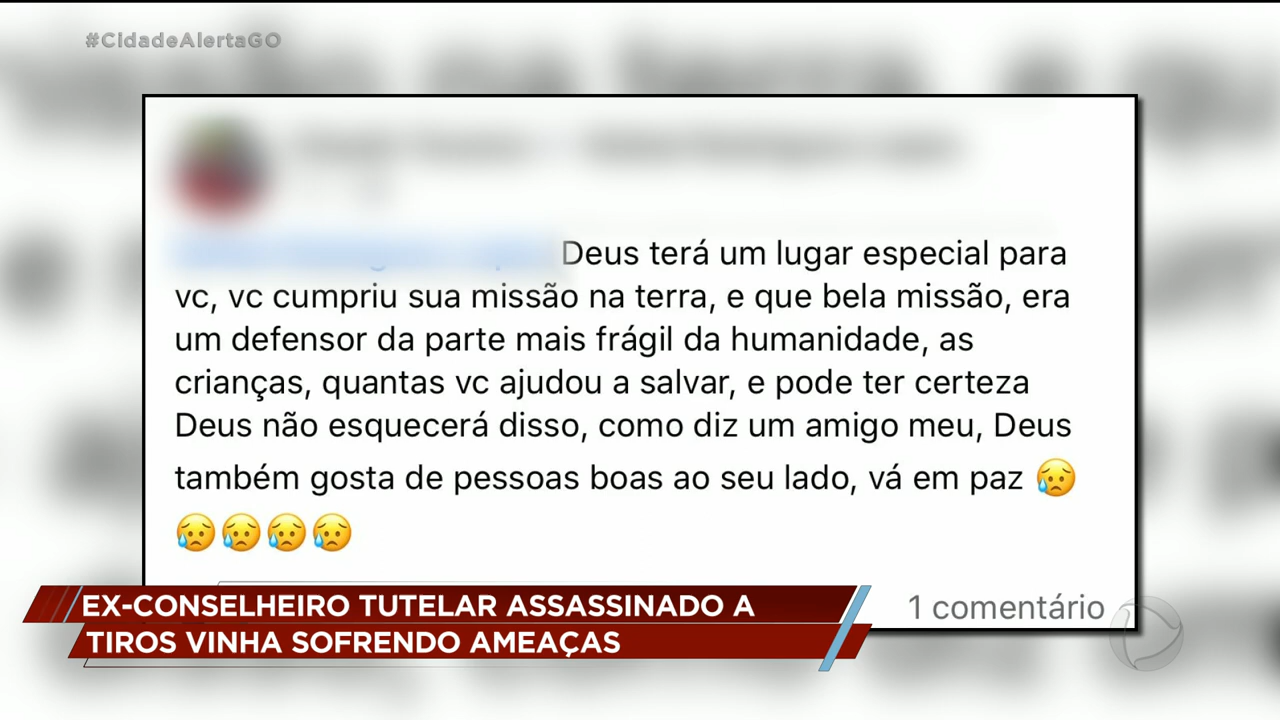 #CidadeAlertaGO
Deus terá um lugar especial para
vc, vc cumpriu sua missão na terra, e que bela missão, era
um defensor da parte mais frágil da humanidade, as
crianças, quantas vc ajudou a salvar, e pode ter certeza
Deus não esquecerá disso, como diz um amigo meu, Deus
também gosta de pessoas boas ao seu lado, vá em paz 😥
😥😥😥😥
1 comentário
EX-CONSELHEIRO TUTELAR ASSASSINADO A
TIROS VINHA SOFRENDO AMEAÇAS